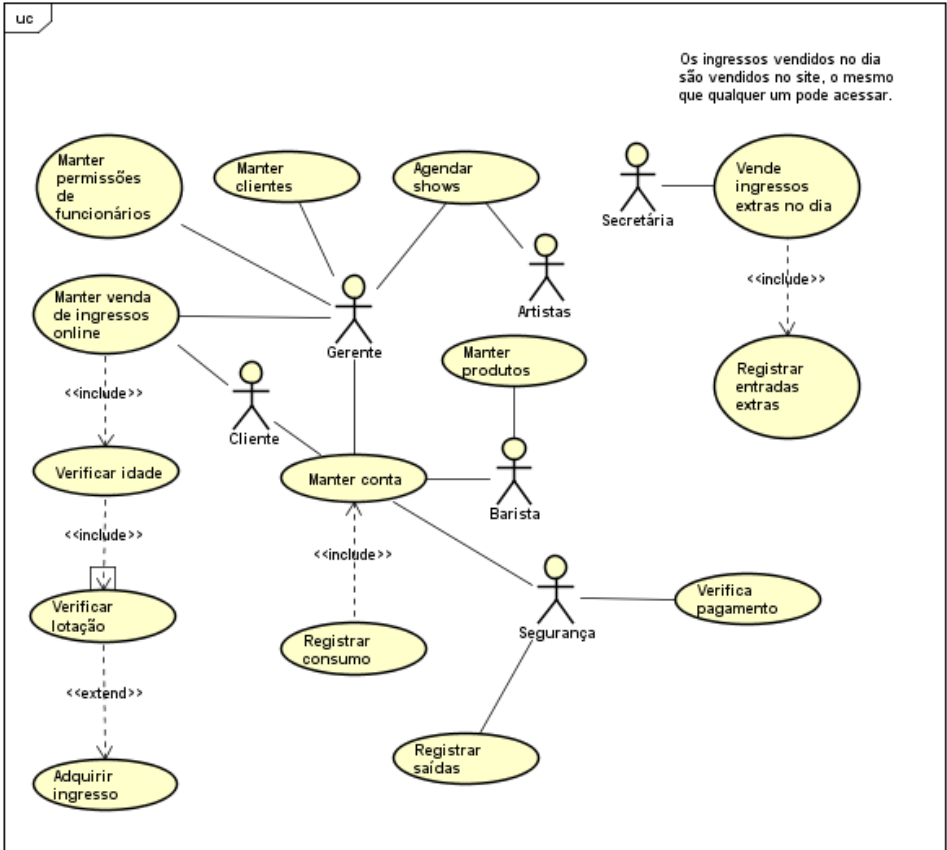 uc
Os ingressos vendidos no dia
são vendidos no site, o mesmo
que qualquer um pode acessar.
Manter
permissões
de
funcionários
Manter
clientes
Agendar
shows
Secretária
Vende
ingressos
extras no dia
<<include>>
Artistas
Manter venda
de ingressos
online
Gerente
Manter
produtos
Registrar
entradas
extras
<<include>>
Cliente
Verificar idade
Manter conta
Barista
<<include>>
<<include>>
Verificar
lotação
Registrar
consumo
Segurança
Verifica
pagamento
<<extend>>
Registrar
saídas
Adquirir
ingresso